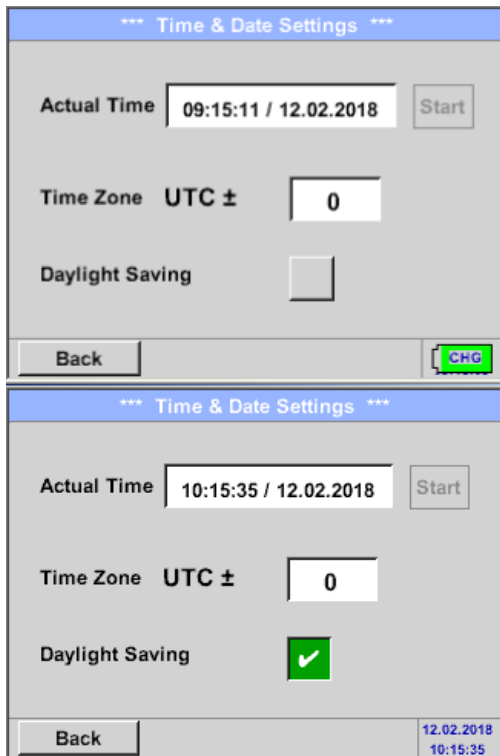 *** Time & Date Settings ***
Actual Time 09:15:11 / 12.02.2018 Start
Time Zone UTC ± 0
Daylight Saving
Back CHG
*** Time & Date Settings ***
Actual Time 10:15:35 / 12.02.2018 Start
Time Zone UTC ± 0
Daylight Saving ✔
12.02.2018
Back
10:15:35